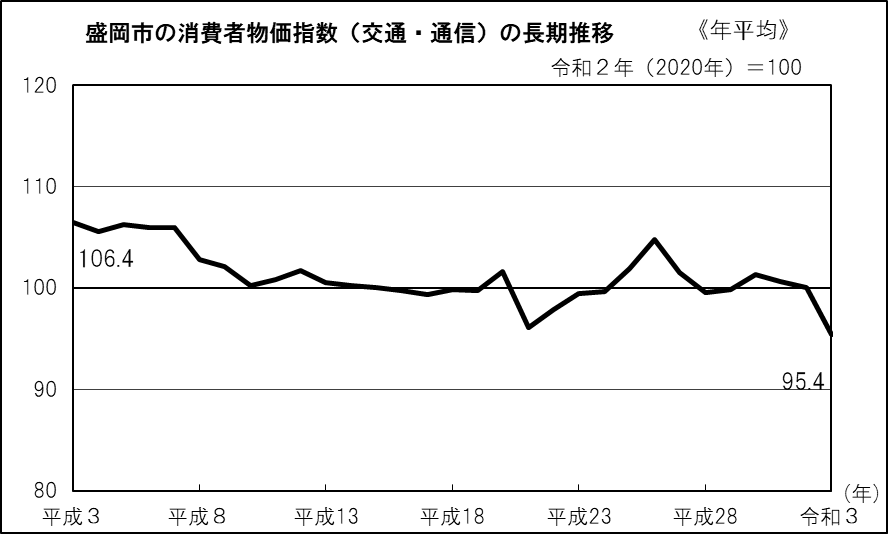 盛岡市の消費者物価指数（交通・通信）の長期推移 《年平均》
令和２年（2020年）＝100
120
110
106.4
100
95.4
90
80
平成３ 平成８ 平成13 平成18 平成23 平成28 令和３ （年）